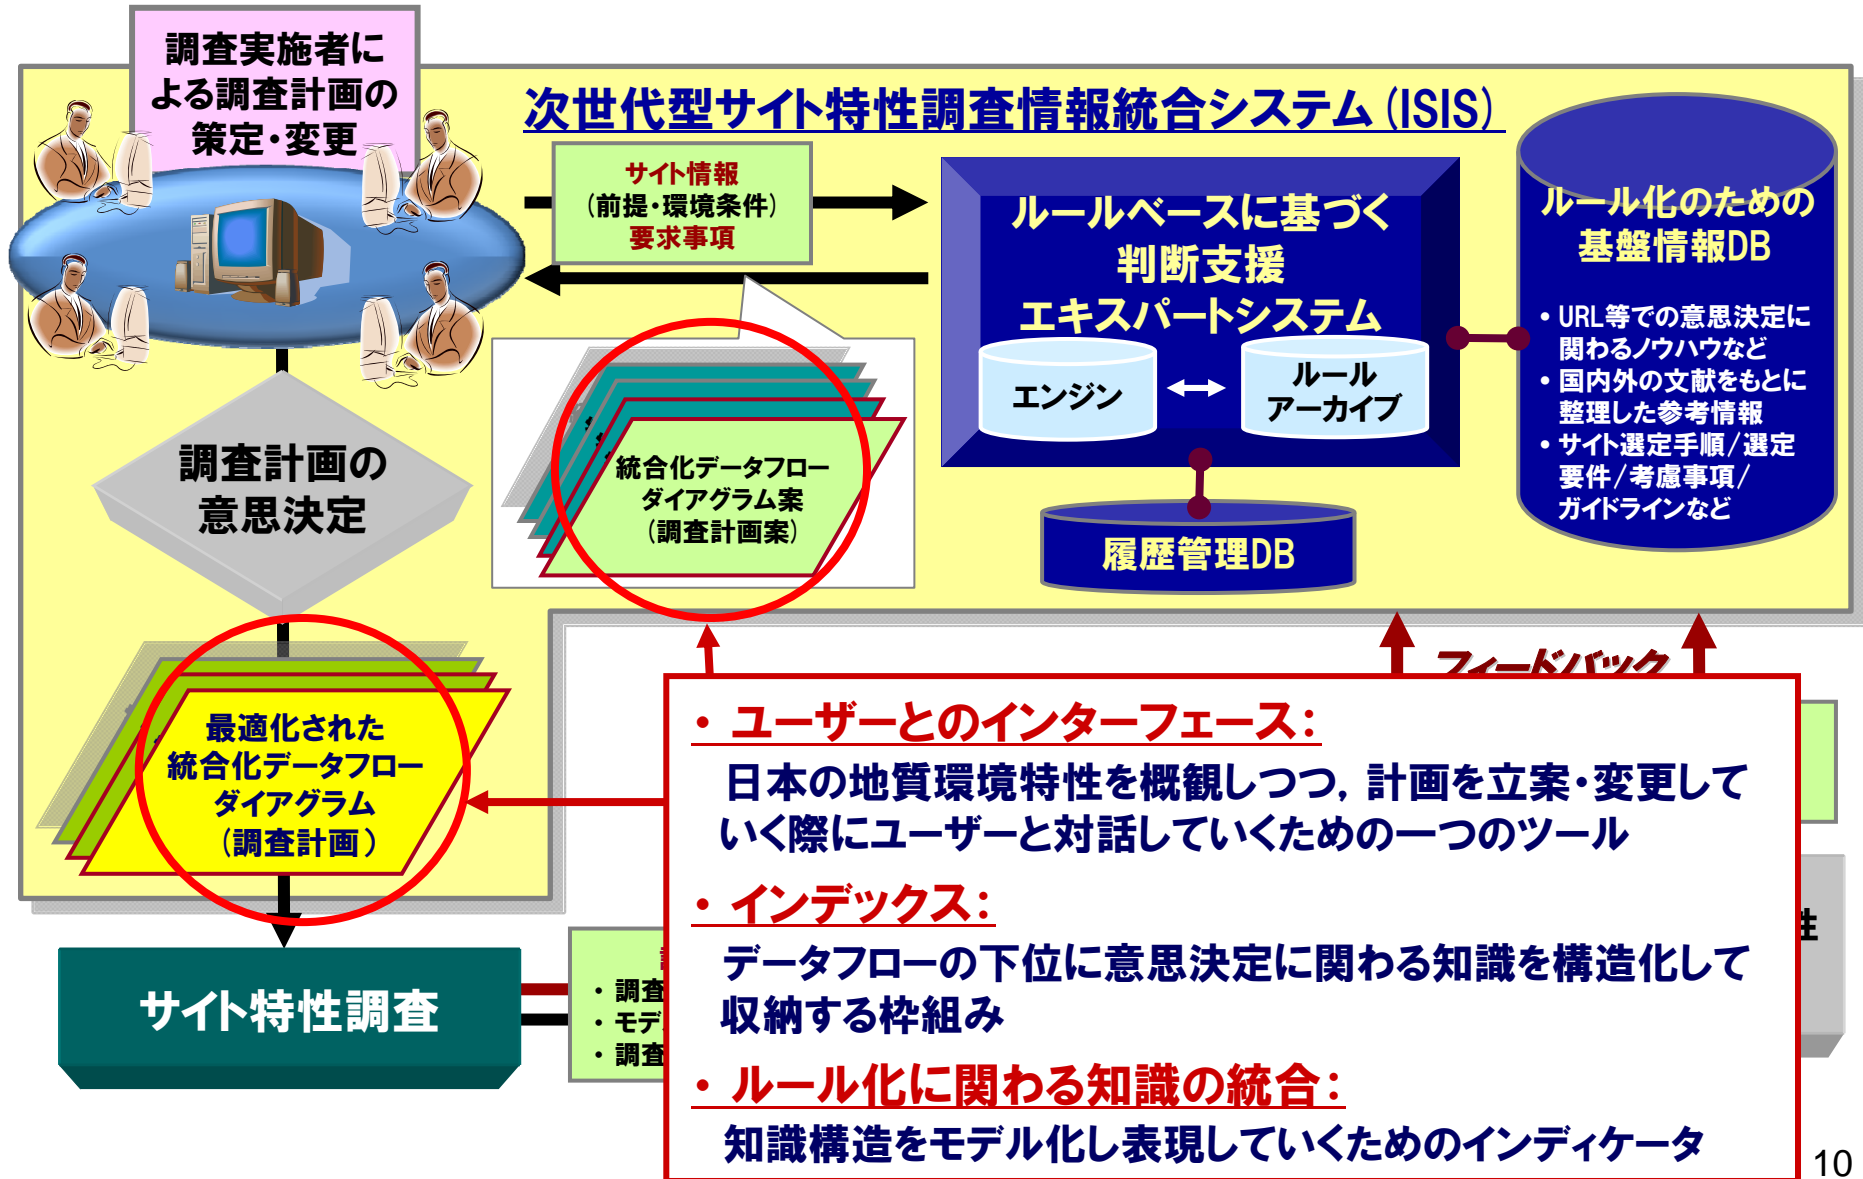 調査実施者に
よる調査計画の
策定・変更
次世代型サイト特性調査情報統合システム(ISIS)
サイト情報
(前提・環境条件)
要求事項
ルールベースに基づく
判断支援
エキスパートシステム
エンジン
ルール
アーカイブ
履歴管理DB
ルール化のための
基盤情報DB
・URL等での意思決定に
関わるノウハウなど
・国内外の文献をもとに
整理した参考情報
・サイト選定手順/選定
要件/考慮事項/
ガイドラインなど
統合化データフロー
ダイアグラム案
(調査計画案)
調査計画の
意思決定
最適化された
統合化データフロー
ダイアグラム
(調査計画)
フィードバック
サイト特性調査
・調査
・モデ
・調査
性
・ユーザーとのインターフェース:
日本の地質環境特性を概観しつつ, 計画を立案・変更して
いく際にユーザーと対話していくための一つのツール
・インデックス:
データフローの下位に意思決定に関わる知識を構造化して
収納する枠組み
・ルール化に関わる知識の統合:
知識構造をモデル化し表現していくためのインディケータ
10